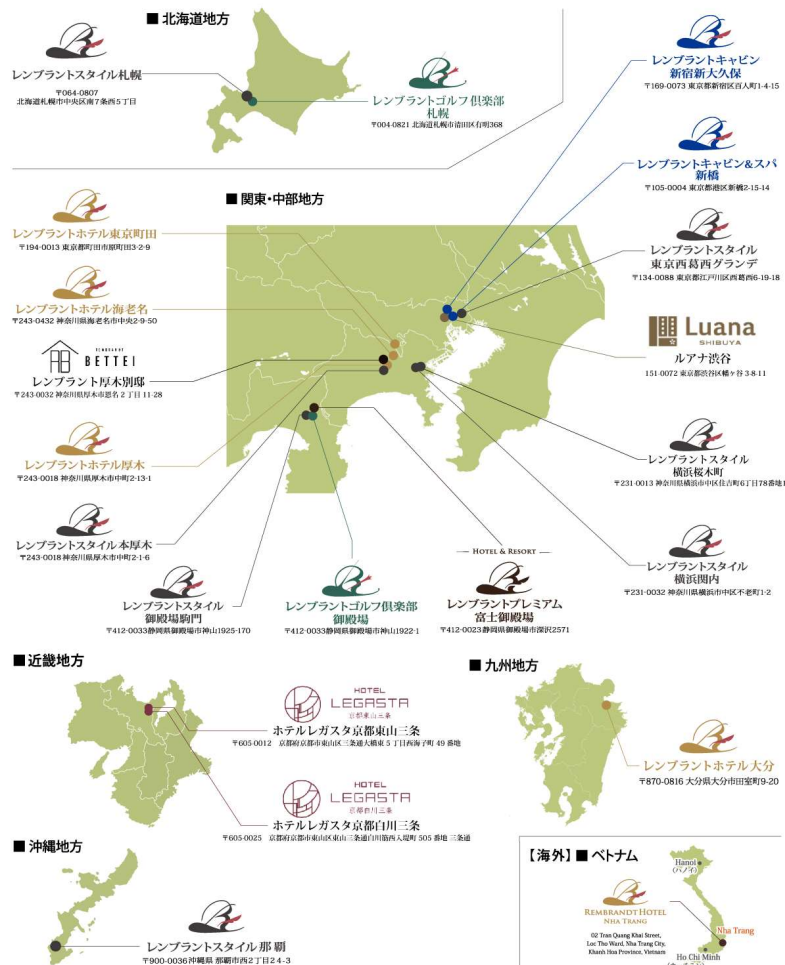 ■ 北海道地方
レンブラントスタイル札幌
〒064-0807
北海道札幌市中央区南7条西5丁目
レンブラントゴルフ倶楽部
札幌
〒004-0821 北海道札幌市清田区有明368
レンブラントキャビン
新宿新大久保
〒169-0073 東京都新宿区百人町1-4-15
レンブラントキャビン&スパ
新橋
〒105-0004 東京都港区新橋2-15-14
■ 関東・中部地方
レンブラントホテル東京町田
〒194-0013 東京都町田市原町田3-2-9
レンブラントスタイル
東京西葛西グランデ
〒134-0088 東京都江戸川区西葛西6-19-18
レンブラントホテル海老名
〒243-0432 神奈川県海老名市中央2-9-50
Luana
SHIBUYA
ルアナ渋谷
151-0072 東京都渋谷区幡ヶ谷 3-8-11
REMBRANDT
BETTEI
レンブラント厚木別邸
〒243-0032 神奈川県厚木市恩名 2 丁目 11-28
レンブラントホテル厚木
〒243-0018 神奈川県厚木市中町2-13-1
レンブラントスタイル
横浜桜木町
〒231-0013 神奈川県横浜市中区住吉町6丁目78番地1
レンブラントスタイル本厚木
〒243-0018 神奈川県厚木市中町2-1-6
レンブラントスタイル
横浜関内
〒231-0032 神奈川県横浜市中区不老町1-2
レンブラントスタイル
御殿場駒門
〒412-0033静岡県御殿場市神山1925-170
レンブラントゴルフ倶楽部
御殿場
〒412-0033静岡県御殿場市神山1922-1
HOTEL & RESORT
レンブラントプレミアム
富士御殿場
〒412-0023静岡県御殿場市深沢2571
■ 近畿地方
HOTEL
LEGASTA
京都東山三条
ホテルレガスタ京都東山三条
〒605-0012 京都府京都市東山区三条通大橋東 5 丁目西海子町 49 番地
HOTEL
LEGASTA
京都白川三条
ホテルレガスタ京都白川三条
〒605-0025 京都府京都市東山区東山三条通白川筋西入堤町 505 番地 三条通
■ 九州地方
レンブラントホテル大分
〒870-0816 大分県大分市田室町9-20
■ 沖縄地方
レンブラントスタイル那覇
〒900-0036沖縄県 那覇市西2丁目24-3
【海外】 ■ ベトナム
Hanoi
(ハノイ)
REMBRANDT HOTEL
NHA TRANG
02 Tran Quang Khai Street,
Loc Tho Ward, Nha Trang City,
Khanh Hoa Province, Vietnam
Nha Trang
Ho Chi Minh